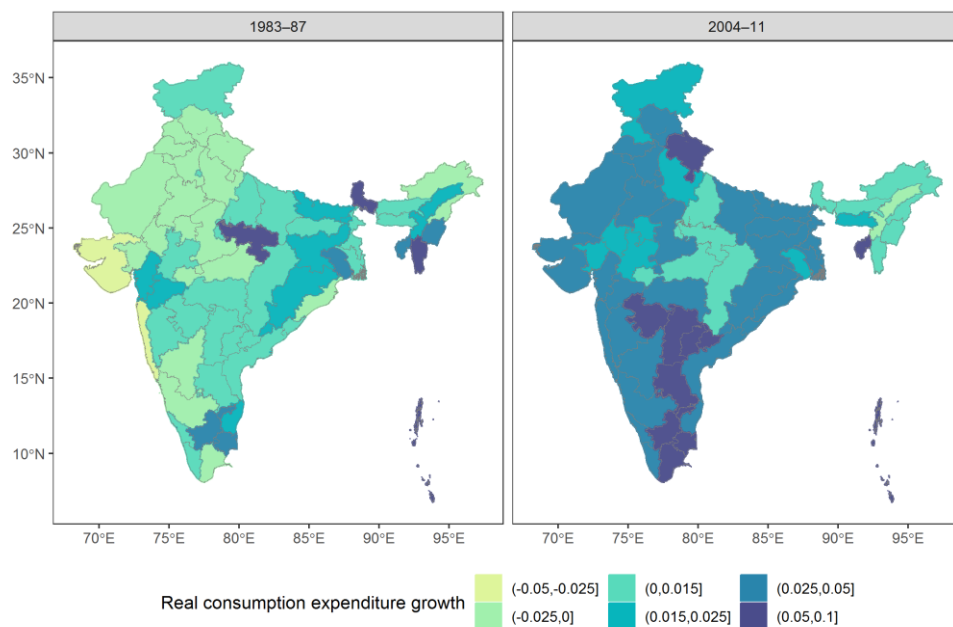 1983–87
2004–11
35°N
30°N
25°N
20°N
15°N
10°N
70°E 75°E 80°E 85°E 90°E 95°E
70°E 75°E 80°E 85°E 90°E 95°E
Real consumption expenditure growth
(-0.05,-0.025]
(0,0.015]
(0.025,0.05]
(-0.025,0]
(0.015,0.025]
(0.05,0.1]